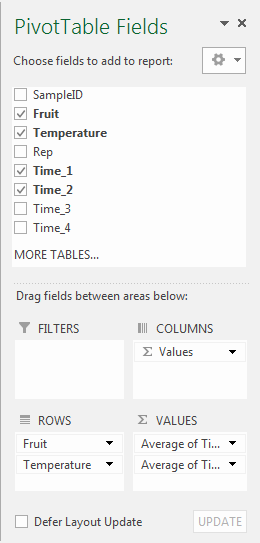 PivotTable Fields
Choose fields to add to report:
SampleID
Fruit
Temperature
Rep
Time_1
Time_2
Time_3
Time_4
MORE TABLES...
Drag fields between areas below:
FILTERS
COLUMNS
Σ Values
ROWS
Σ VALUES
Fruit
Average of Ti...
Temperature
Average of Ti...
Defer Layout Update
UPDATE